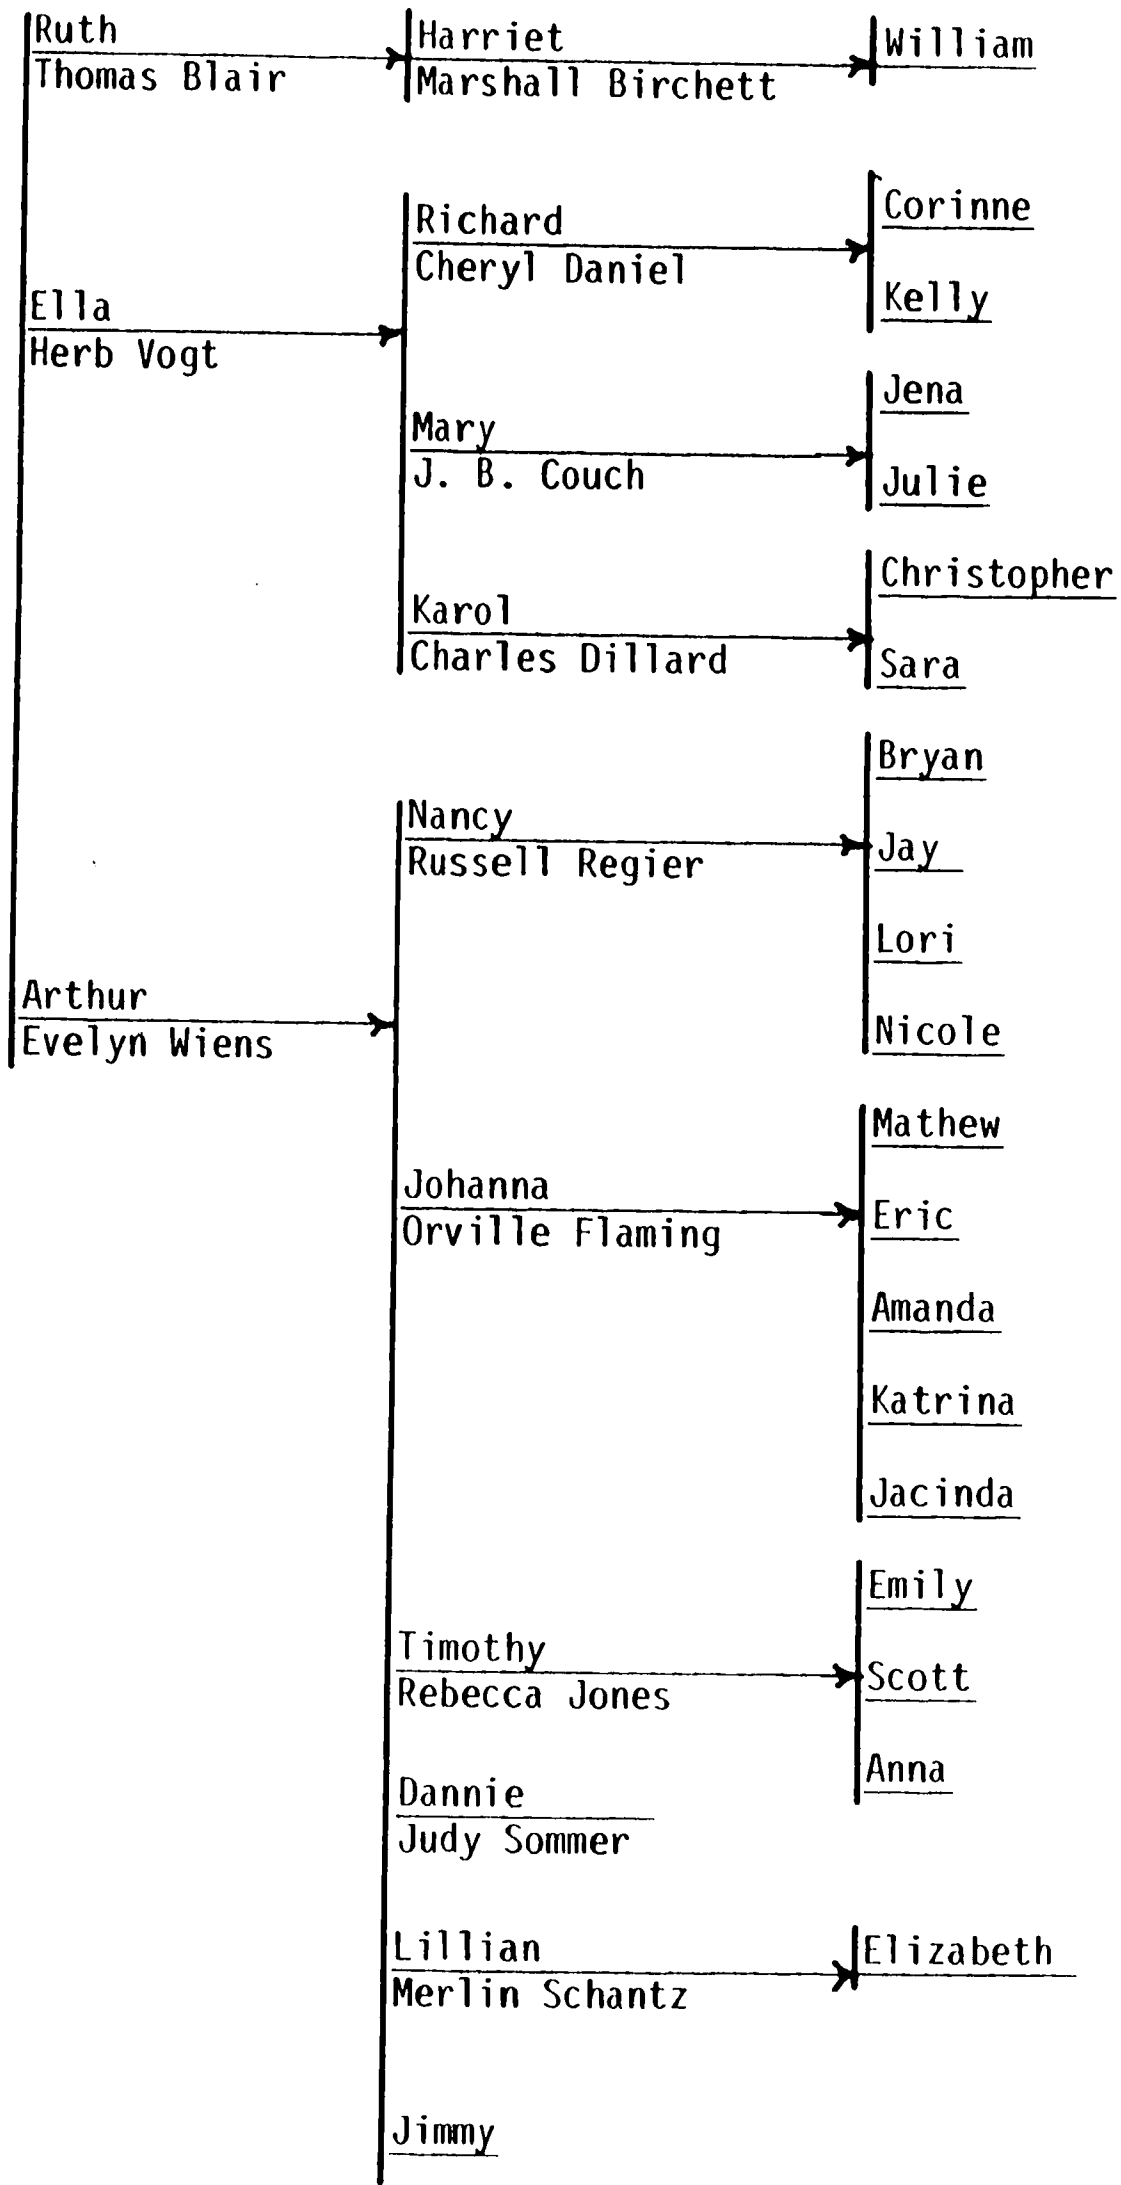 Ruth
Thomas Blair
Harriet
Marshall Birchett
William
Ella
Herb Vogt
Richard
Cheryl Daniel
Corinne
Kelly
Mary
J. B. Couch
Jena
Julie
Karol
Charles Dillard
Christopher
Sara
Arthur
Evelyn Wiens
Nancy
Russell Regier
Bryan
Jay
Lori
Nicole
Johanna
Orville Flaming
Mathew
Eric
Amanda
Katrina
Jacinda
Timothy
Rebecca Jones
Emily
Scott
Anna
Dannie
Judy Sommer
Lillian
Merlin Schantz
Elizabeth
Jimmy